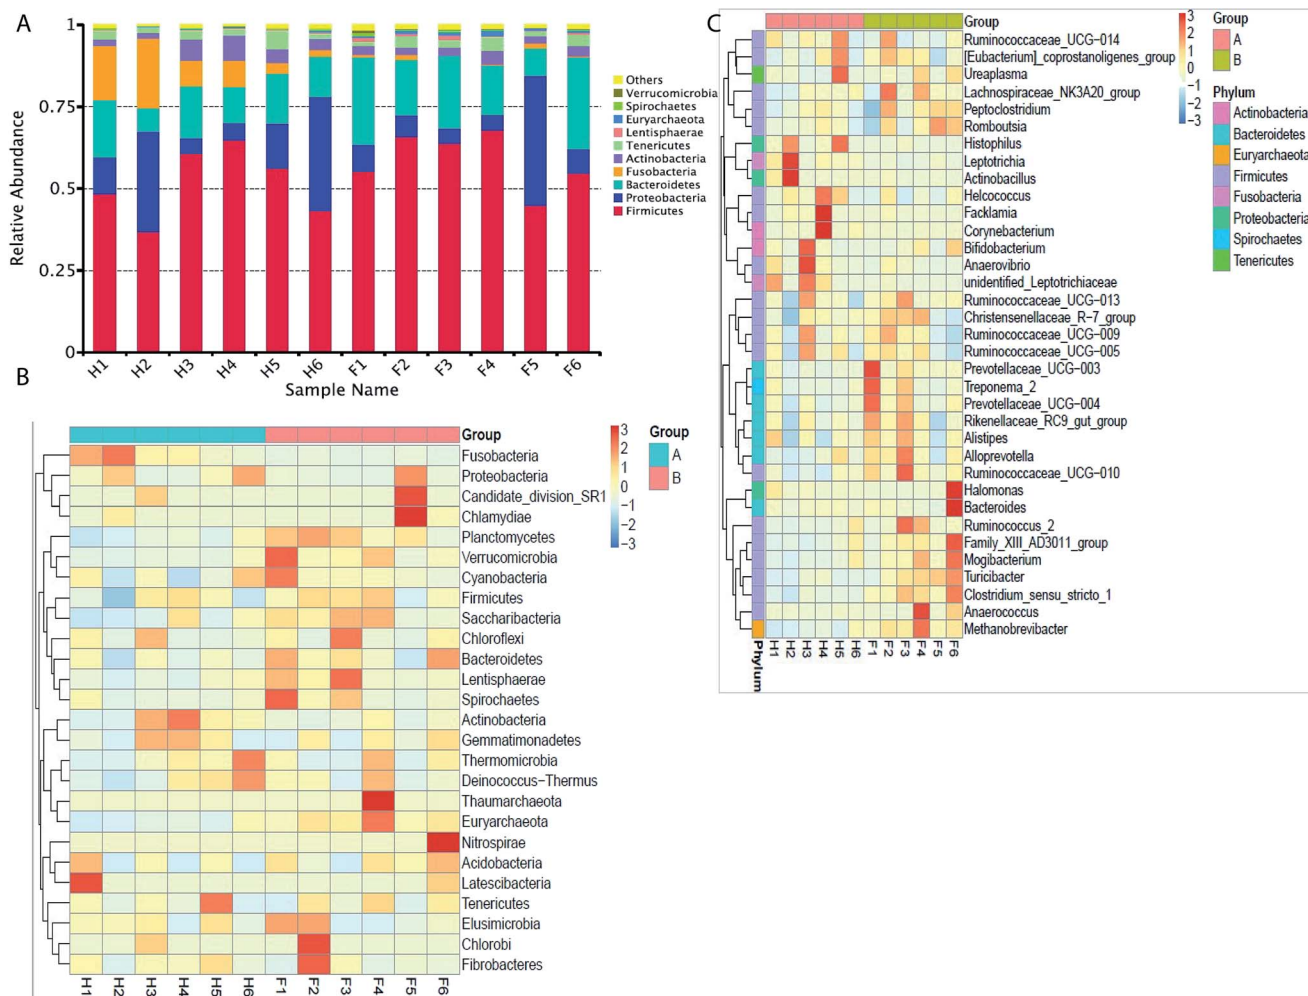 A
Relative Abundance
1
0.75
0.5
0.25
0
H1 H2 H3 H4 H5 H6 F1 F2 F3 F4 F5 F6
Sample Name
Others
Verrucomicrobia
Spirochaetes
Euryarchaeota
Lentisphaerae
Tenericutes
Actinobacteria
Fusobacteria
Bacteroidetes
Proteobacteria
Firmicutes
B
Group
Fusobacteria
Proteobacteria
Candidate_division_SR1
Chlamydiae
Planctomycetes
Verrucomicrobia
Cyanobacteria
Firmicutes
Saccharibacteria
Chloroflexi
Bacteroidetes
Lentisphaerae
Spirochaetes
Actinobacteria
Gemmatimonadetes
Thermomicrobia
Deinococcus−Thermus
Thaumarchaeota
Euryarchaeota
Nitrospirae
Acidobacteria
Latescibacteria
Tenericutes
Elusimicrobia
Chlorobi
Fibrobacteres
H1 H2 H3 H4 H5 H6 F1 F2 F3 F4 F5 F6
3
2
1
0
−1
−2
−3
Group
A
B
C
Group
Ruminococcaceae_UCG−014
[Eubacterium]_coprostanoligenes_group
Ureaplasma
Lachnospiraceae_NK3A20_group
Peptoclostridium
Romboutsia
Histophilus
Leptotrichia
Actinobacillus
Helcococcus
Facklamia
Corynebacterium
Bifidobacterium
Anaerovibrio
unidentified_Leptotrichiaceae
Ruminococcaceae_UCG−013
Christensenellaceae_R−7_group
Ruminococcaceae_UCG−009
Ruminococcaceae_UCG−005
Prevotellaceae_UCG−003
Treponema_2
Prevotellaceae_UCG−004
Rikenellaceae_RC9_gut_group
Alistipes
Alloprevotella
Ruminococcaceae_UCG−010
Halomonas
Bacteroides
Ruminococcus_2
Family_XIII_AD3011_group
Mogibacterium
Turicibacter
Clostridium_sensu_stricto_1
Anaerococcus
Methanobrevibacter
Phylum H1 H2 H3 H4 H5 H6 F1 F2 F3 F4 F5 F6
3
2
1
0
−1
−2
−3
Group
A
B
Phylum
Actinobacteria
Bacteroidetes
Euryarchaeota
Firmicutes
Fusobacteria
Proteobacteria
Spirochaetes
Tenericutes